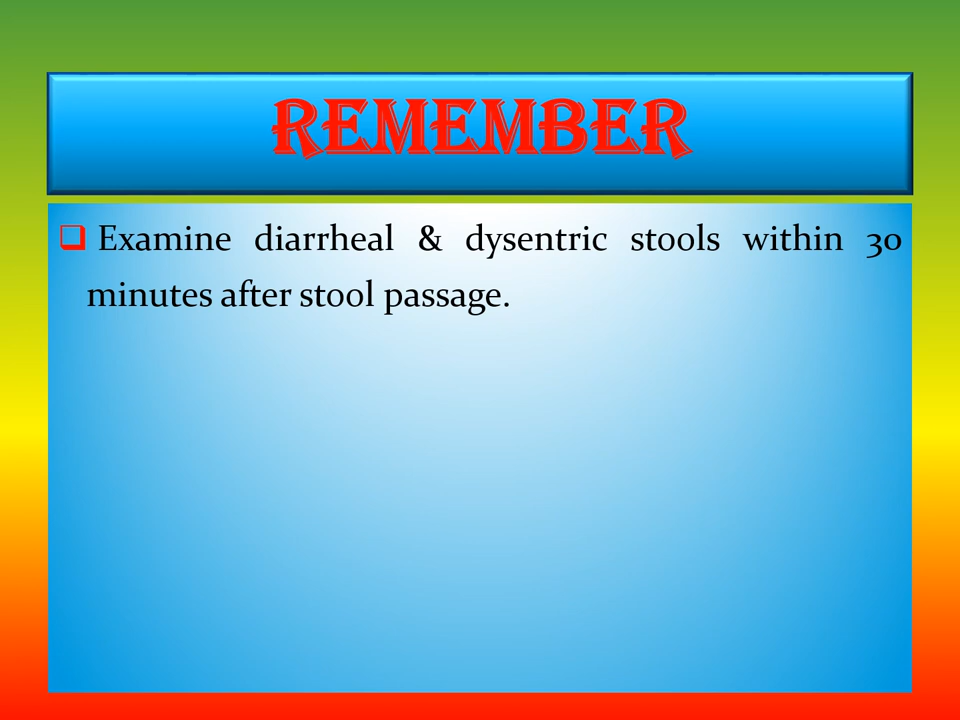 REMEMBER
Examine diarrheal & dysentric stools within 30
minutes after stool passage.